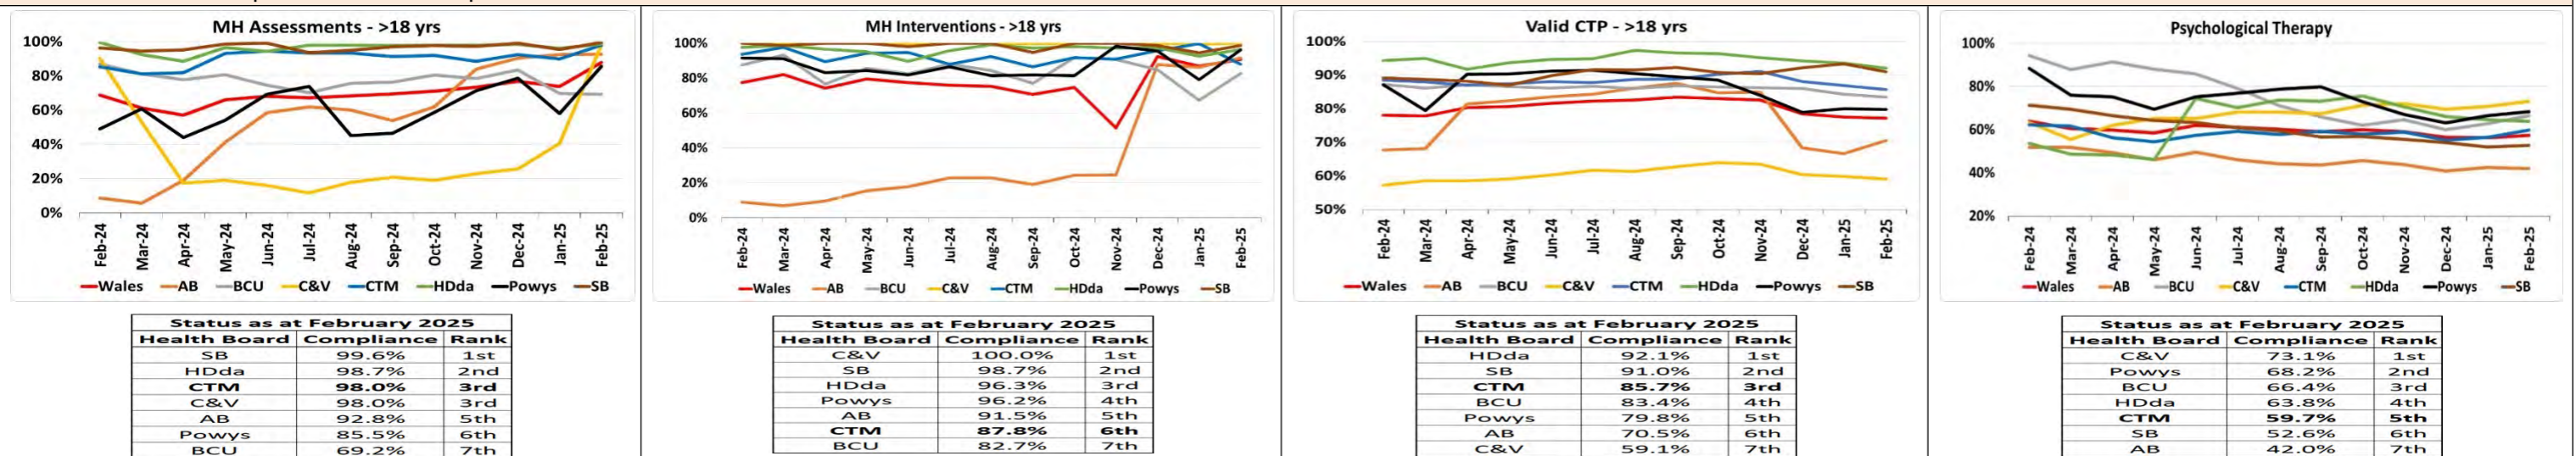 MH Assessments - >18 yrs
100%
80%
60%
40%
20%
0%
Feb-24 Mar-24 Apr-24 May-24 Jun-24 Jul-24 Aug-24 Sep-24 Oct-24 Nov-24 Dec-24 Jan-25 Feb-25
Wales AB BCU C&V CTM HDda Powys SB
Status as at February 2025
Health Board Compliance Rank
SB 99.6% 1st
HDda 98.7% 2nd
CTM 98.0% 3rd
C&V 98.0% 3rd
AB 92.8% 5th
Powys 85.5% 6th
BCU 69.2% 7th
MH Interventions - >18 yrs
100%
80%
60%
40%
20%
0%
Feb-24 Mar-24 Apr-24 May-24 Jun-24 Jul-24 Aug-24 Sep-24 Oct-24 Nov-24 Dec-24 Jan-25 Feb-25
Wales AB BCU C&V CTM HDda Powys SB
Status as at February 2025
Health Board Compliance Rank
C&V 100.0% 1st
SB 98.7% 2nd
HDda 96.3% 3rd
Powys 96.2% 4th
AB 91.5% 5th
CTM 87.8% 6th
BCU 82.7% 7th
Valid CTP - >18 yrs
100%
90%
80%
70%
60%
50%
Feb-24 Mar-24 Apr-24 May-24 Jun-24 Jul-24 Aug-24 Sep-24 Oct-24 Nov-24 Dec-24 Jan-25 Feb-25
Wales AB BCU C&V CTM HDda Powys SB
Status as at February 2025
Health Board Compliance Rank
HDda 92.1% 1st
SB 91.0% 2nd
CTM 85.7% 3rd
BCU 83.4% 4th
Powys 79.8% 5th
AB 70.5% 6th
C&V 59.1% 7th
Psychological Therapy
100%
80%
60%
40%
20%
Feb-24 Mar-24 Apr-24 May-24 Jun-24 Jul-24 Aug-24 Sep-24 Oct-24 Nov-24 Dec-24 Jan-25 Feb-25
Wales AB BCU C&V CTM HDda Powys SB
Status as at February 2025
Health Board Compliance Rank
C&V 73.1% 1st
Powys 68.2% 2nd
BCU 66.4% 3rd
HDda 63.8% 4th
CTM 59.7% 5th
SB 52.6% 6th
AB 42.0% 7th